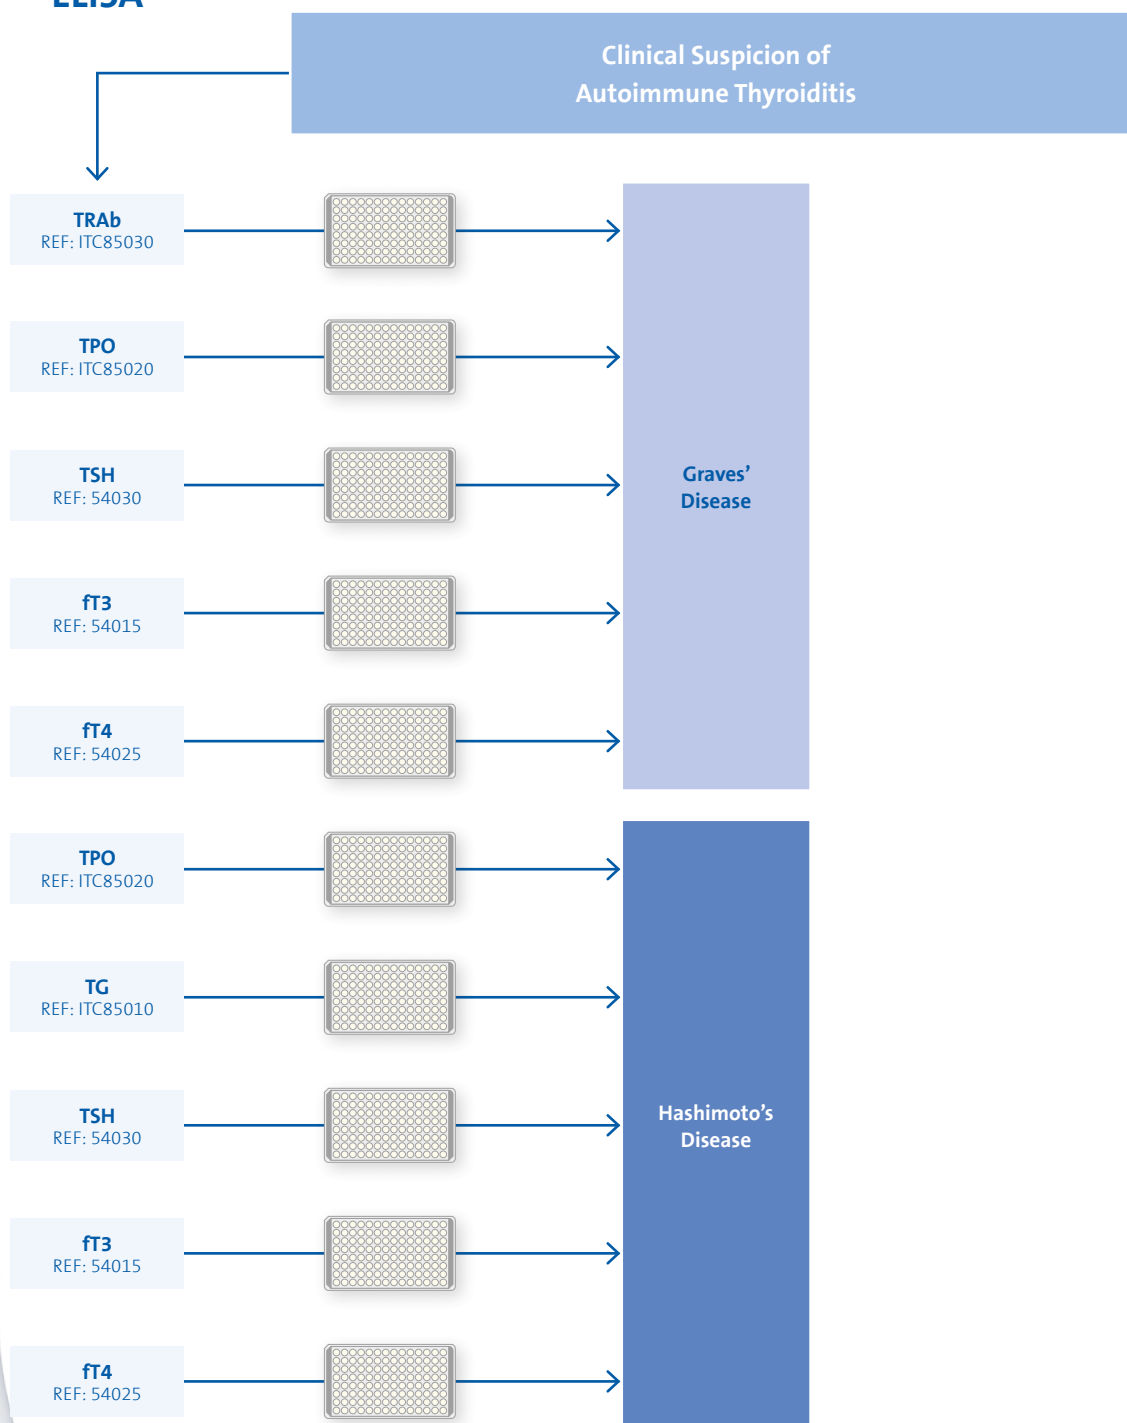 ELISA
Clinical Suspicion of
Autoimmune Thyroiditis
TRAb
REF: ITC85030
TPO
REF: ITC85020
TSH
REF: 54030
fT3
REF: 54015
fT4
REF: 54025
Graves’
Disease
TPO
REF: ITC85020
TG
REF: ITC85010
TSH
REF: 54030
fT3
REF: 54015
fT4
REF: 54025
Hashimoto’s
Disease